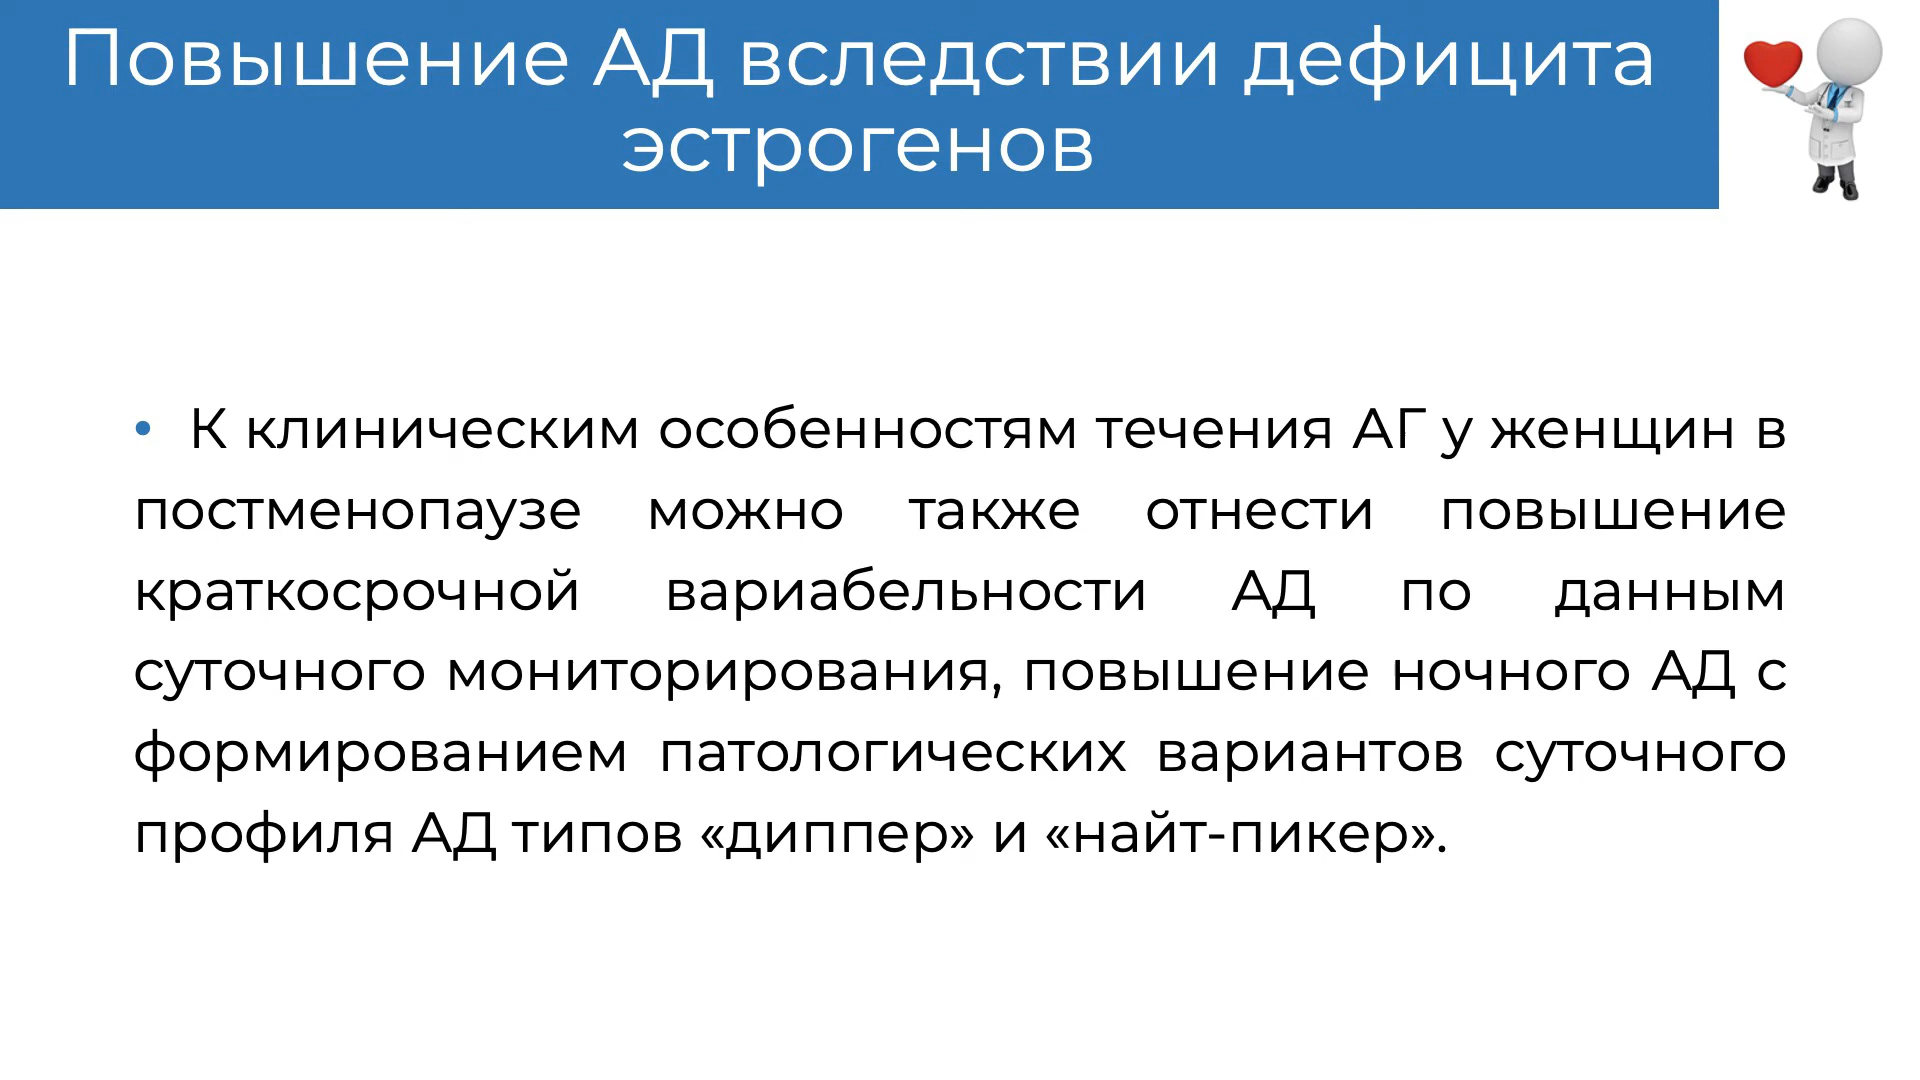 Повышение АД вследствии дефицита
эстрогенов
• К клиническим особенностям течения АГ у женщин в
постменопаузе можно также отнести повышение
краткосрочной вариабельности АД по данным
суточного мониторирования, повышение ночного АД с
формированием патологических вариантов суточного
профиля АД типов «диппер» и «найт-пикер».